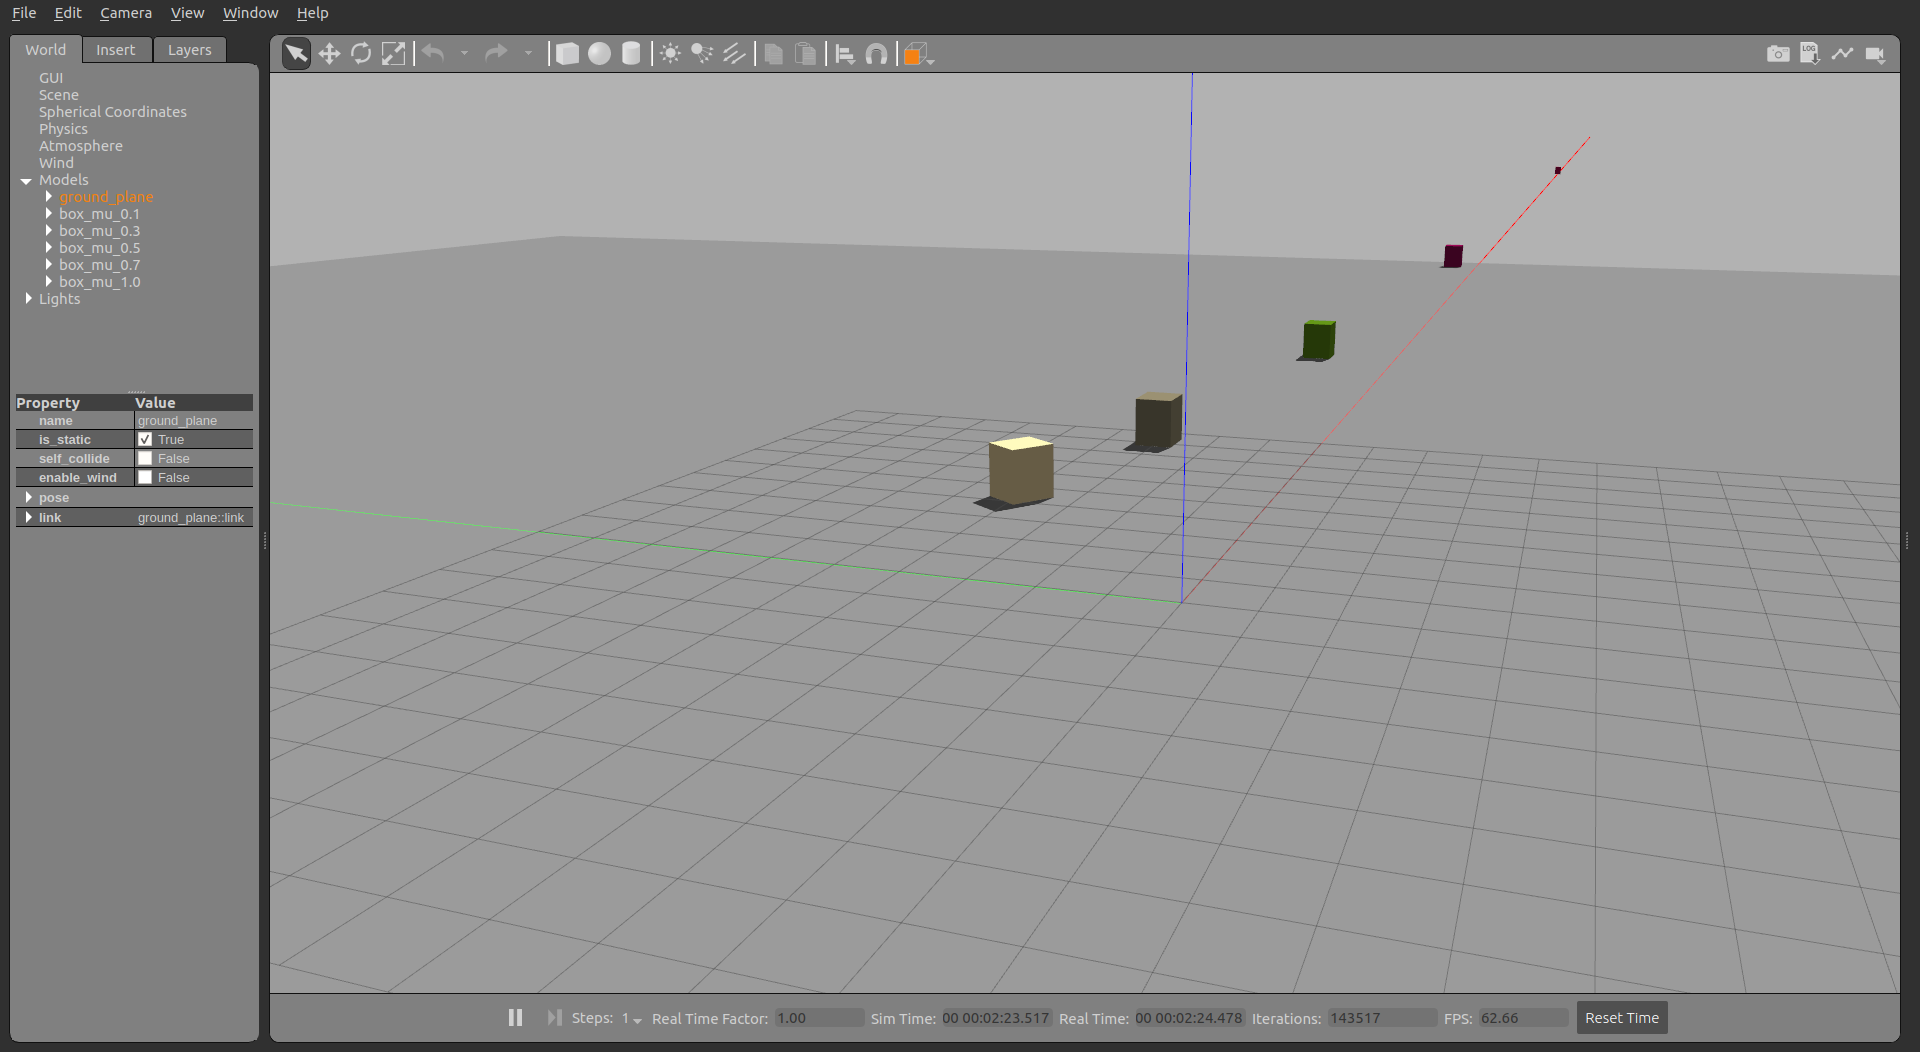 File Edit Camera View Window Help
World Insert Layers
LOG
GUI
Scene
Spherical Coordinates
Physics
Atmosphere
Wind
Models
ground_plane
box_mu_0.1
box_mu_0.3
box_mu_0.5
box_mu_0.7
box_mu_1.0
Lights
Property Value
name ground_plane
is_static True
self_collide False
enable_wind False
pose
link ground_plane::link
Steps: 1 Real Time Factor: 1.00 Sim Time: 00 00:02:23.517 Real Time: 00 00:02:24.478 Iterations: 143517 FPS: 62.66 Reset Time